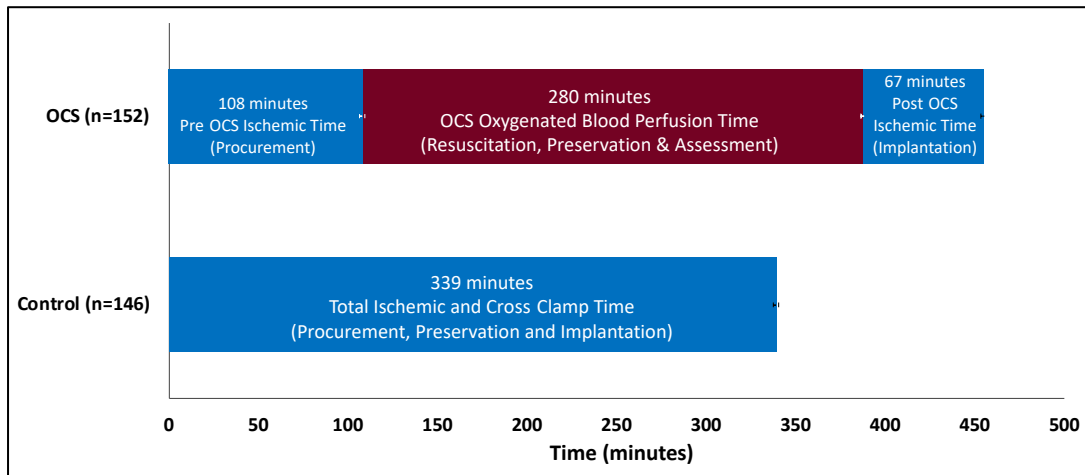 OCS (n=152)
108 minutes
Pre OCS Ischemic Time
(Procurement)
280 minutes
OCS Oxygenated Blood Perfusion Time
(Resuscitation, Preservation & Assessment)
67 minutes
Post OCS
Ischemic Time
(Implantation)
Control (n=146)
339 minutes
Total Ischemic and Cross Clamp Time
(Procurement, Preservation and Implantation)
0 50 100 150 200 250 300 350 400 450 500
Time (minutes)